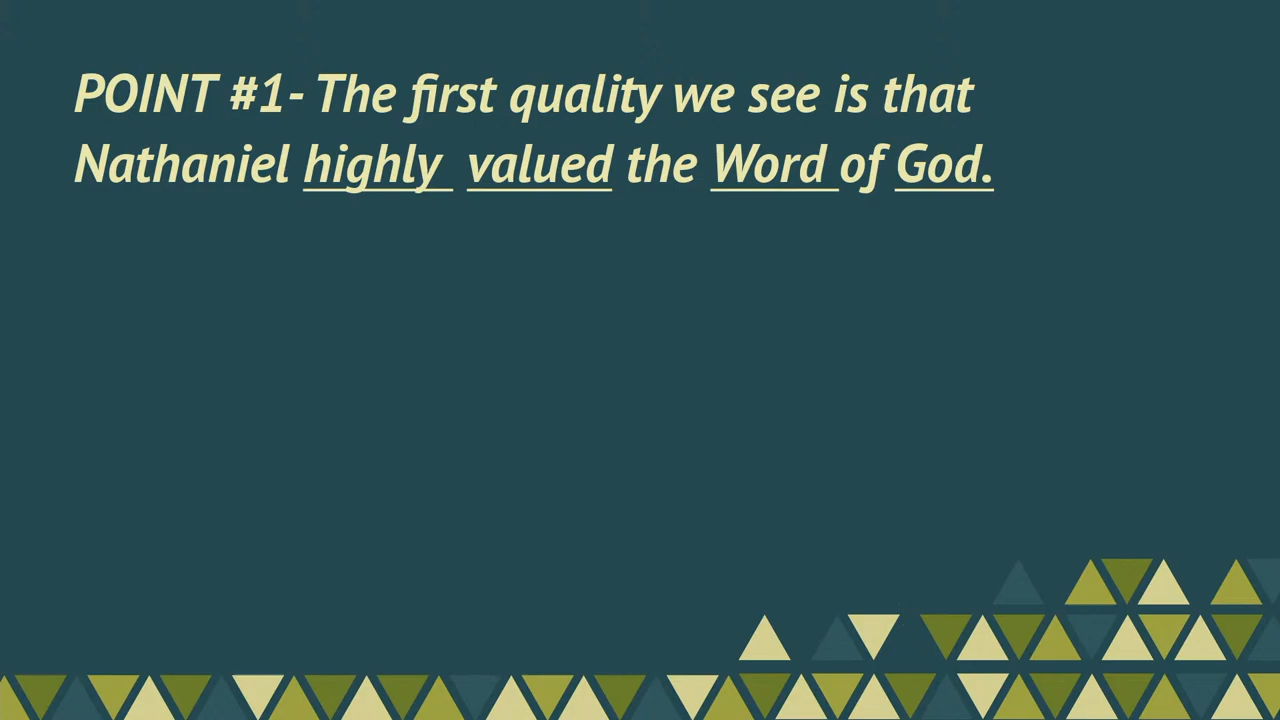 POINT #1- The first quality we see is that
Nathaniel highly valued the Word of God.